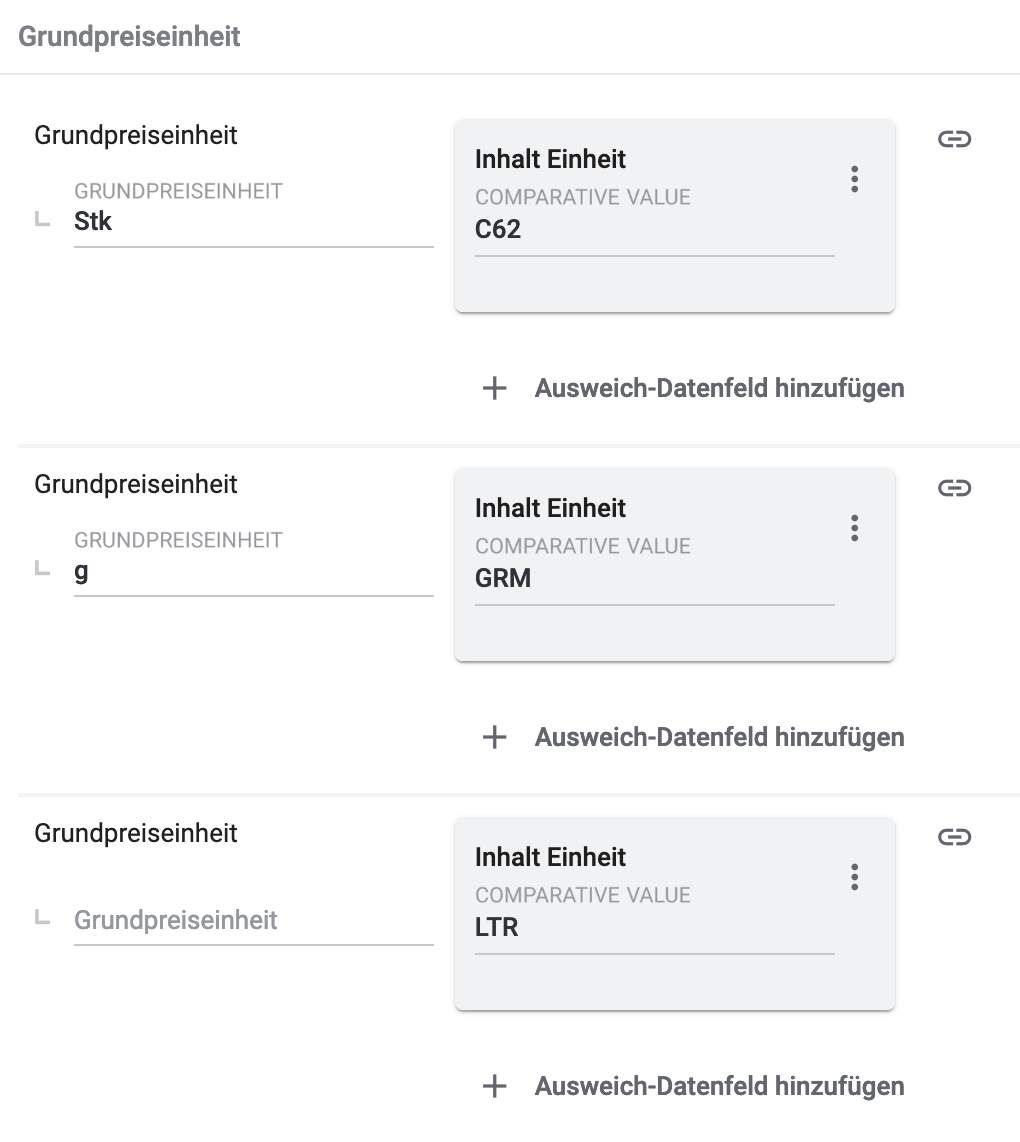 Grundpreiseinheit
Grundpreiseinheit
GRUNDPREISEINHEIT
Stk
Inhalt Einheit
COMPARATIVE VALUE
C62
Ausweich-Datenfeld hinzufügen
Grundpreiseinheit
GRUNDPREISEINHEIT
g
Inhalt Einheit
COMPARATIVE VALUE
GRM
Ausweich-Datenfeld hinzufügen
Grundpreiseinheit
Grundpreiseinheit
Inhalt Einheit
COMPARATIVE VALUE
LTR
Ausweich-Datenfeld hinzufügen